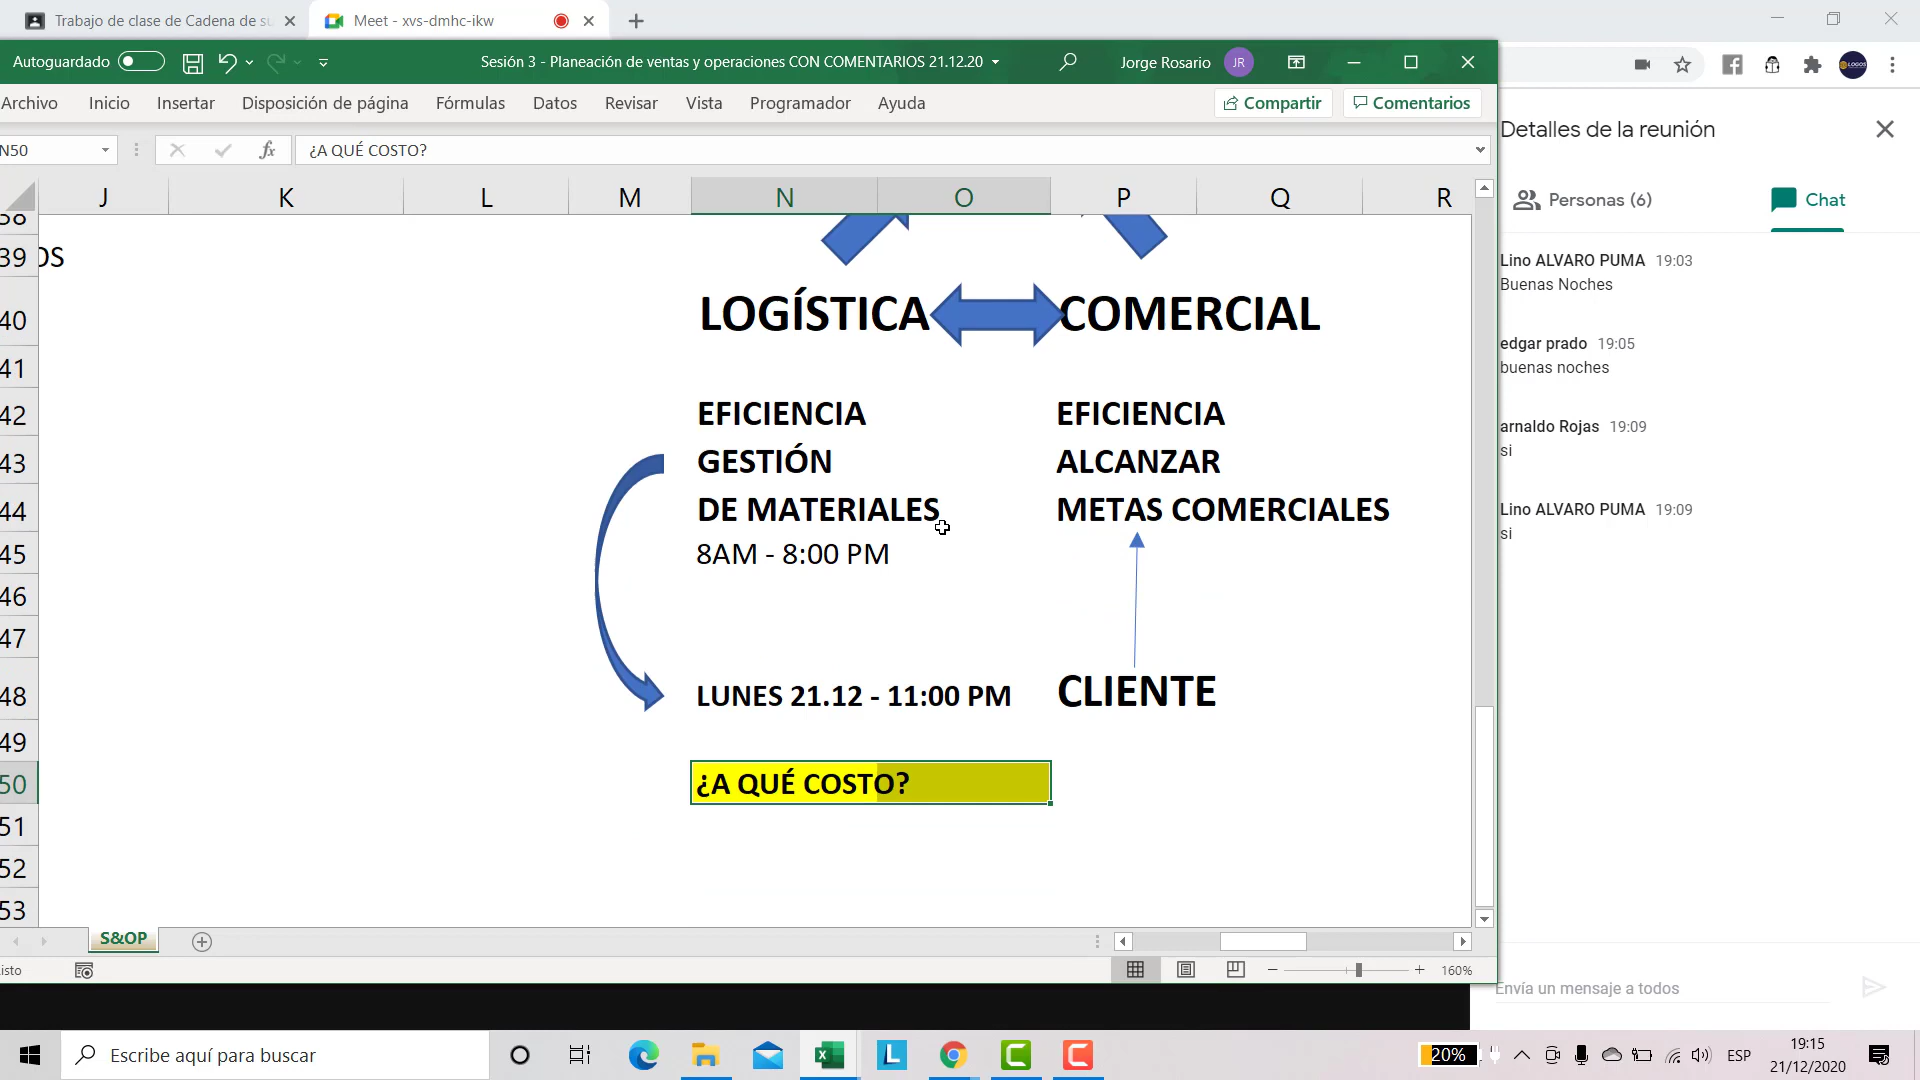 Trabajo de clase de Cadena de su
Meet - xvs-dmhc-ikw
Autoguardado
Sesión 3 - Planeación de ventas y operaciones CON COMENTARIOS 21.12.20
Jorge Rosario
JR
Archivo
Inicio
Insertar
Disposición de página
Fórmulas
Datos
Revisar
Vista
Programador
Ayuda
Compartir
Comentarios
N50
fx
¿A QUÉ COSTO?
J K L M N O P Q R
38
39
OS
40
LOGÍSTICA
COMERCIAL
41
42
EFICIENCIA
EFICIENCIA
43
GESTIÓN
ALCANZAR
44
DE MATERIALES
METAS COMERCIALES
45
8AM - 8:00 PM
46
47
48
LUNES 21.12 - 11:00 PM
CLIENTE
49
50
¿A QUÉ COSTO?
51
52
53
S&OP
isto
160%
Detalles de la reunión
Personas (6)
Chat
Lino ALVARO PUMA 19:03
Buenas Noches
edgar prado 19:05
buenas noches
arnaldo Rojas 19:09
si
Lino ALVARO PUMA 19:09
si
Envía un mensaje a todos
Escribe aquí para buscar
20%
ESP
19:15
21/12/2020